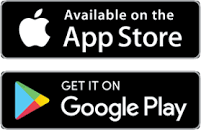 Available on the
App Store
GET IT ON
Google Play